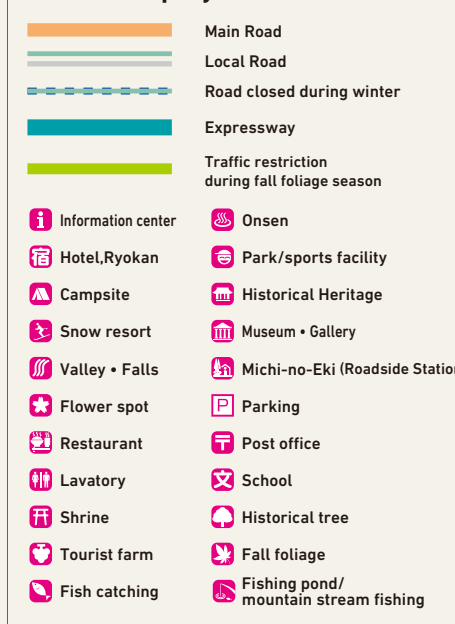 Main Road
Local Road
Road closed during winter
Expressway
Traffic restriction
during fall foliage season
Information center
Onsen
宿 Hotel,Ryokan
Park/sports facility
Campsite
Historical Heritage
Snow resort
Museum • Gallery
Valley • Falls
Michi-no-Eki (Roadside Station
Flower spot
P Parking
Restaurant
〒 Post office
Lavatory
文 School
Shrine
Historical tree
Tourist farm
Fall foliage
Fish catching
Fishing pond/
mountain stream fishing